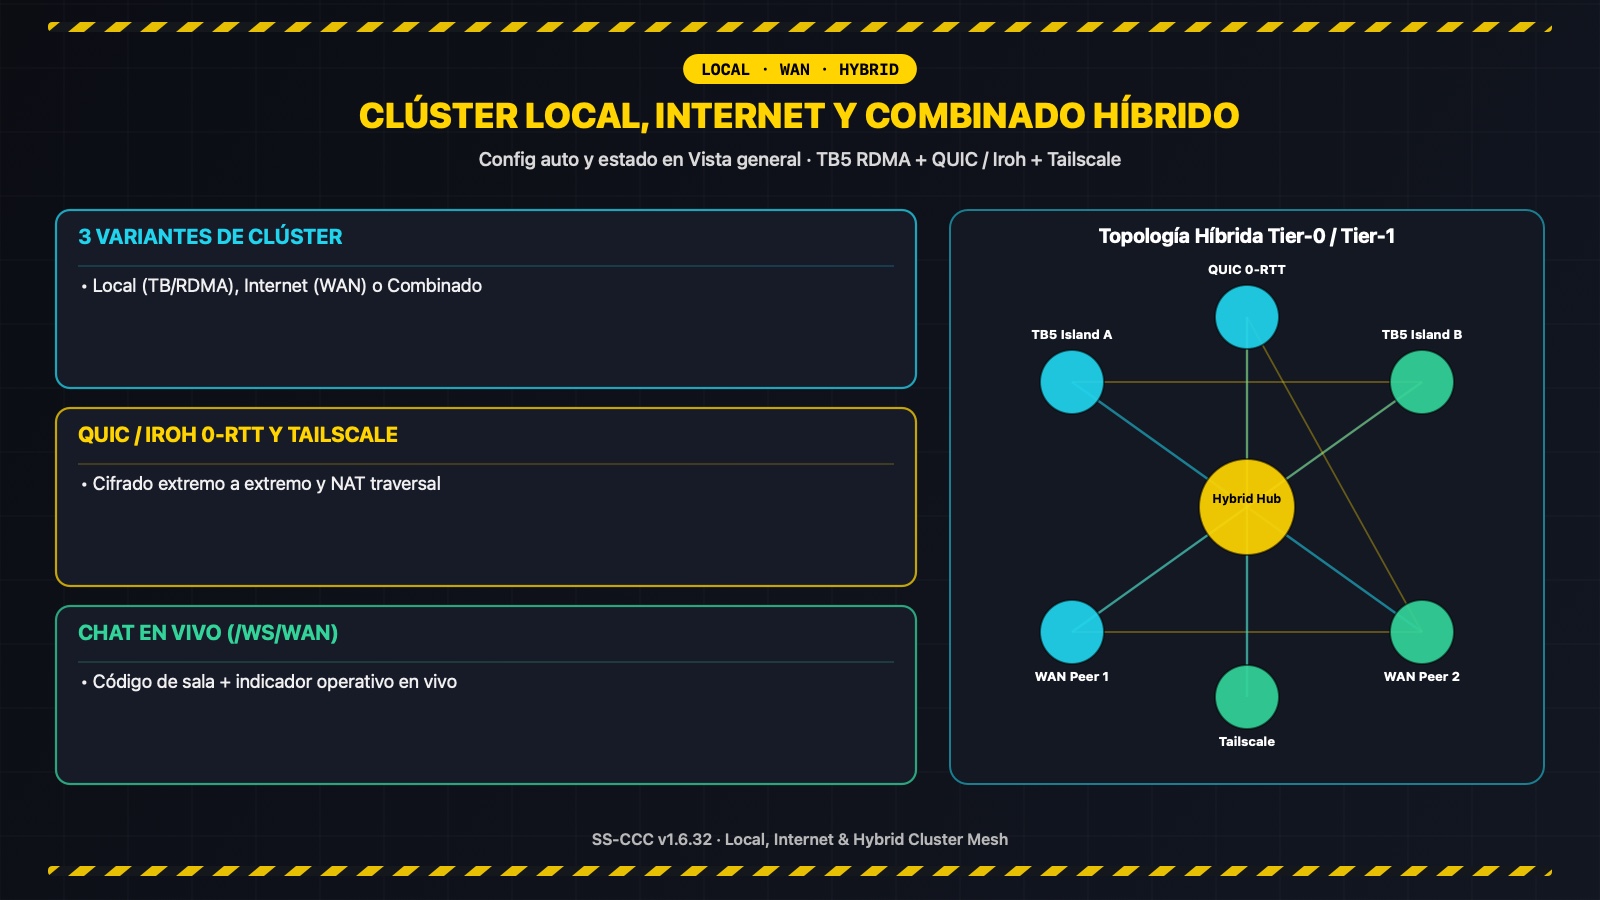 LOCAL · WAN · HYBRID
CLÚSTER LOCAL, INTERNET Y COMBINADO HÍBRIDO
Config auto y estado en Vista general · TB5 RDMA + QUIC / Iroh + Tailscale
3 VARIANTES DE CLÚSTER
• Local (TB/RDMA), Internet (WAN) o Combinado
QUIC / IROH 0-RTT Y TAILSCALE
• Cifrado extremo a extremo y NAT traversal
CHAT EN VIVO (/WS/WAN)
• Código de sala + indicador operativo en vivo
Topología Híbrida Tier-0 / Tier-1
QUIC 0-RTT
TB5 Island A
TB5 Island B
Hybrid Hub
WAN Peer 1
WAN Peer 2
Tailscale
SS-CCC v1.6.32 · Local, Internet & Hybrid Cluster Mesh